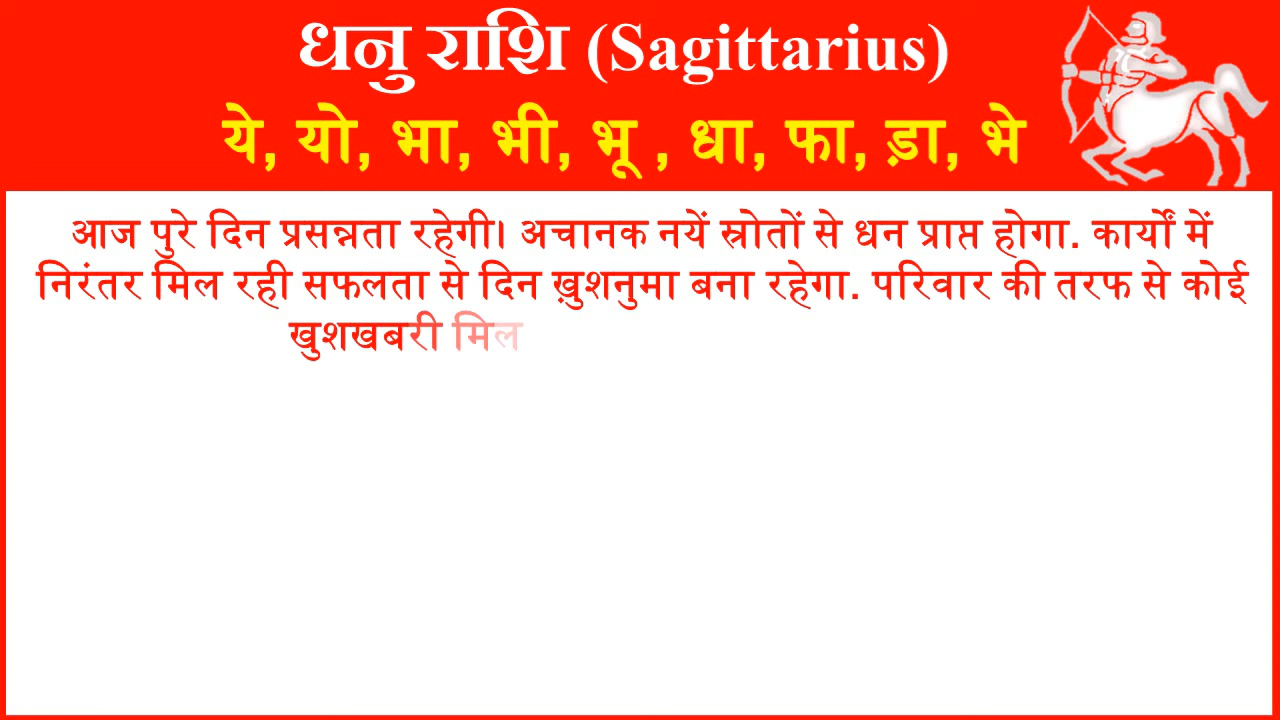 धनु राशि (Sagittarius)
ये, यो, भा, भी, भू , धा, फा, ड़ा, भे
आज पुरे दिन प्रसन्नता रहेगी। अचानक नयें स्रोतों से धन प्राप्त होगा. कार्यों में
निरंतर मिल रही सफलता से दिन ख़ुशनुमा बना रहेगा. परिवार की तरफ से कोई
खुशखबरी मिल